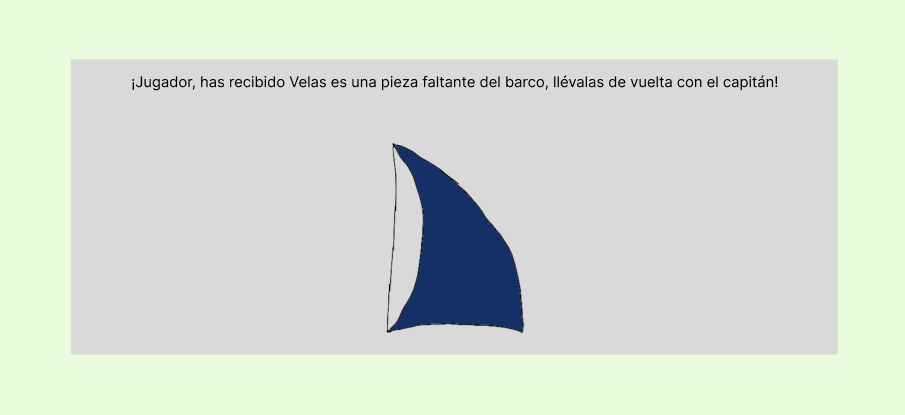 ¡Jugador, has recibido Velas es una pieza faltante del barco, llévalas de vuelta con el capitán!